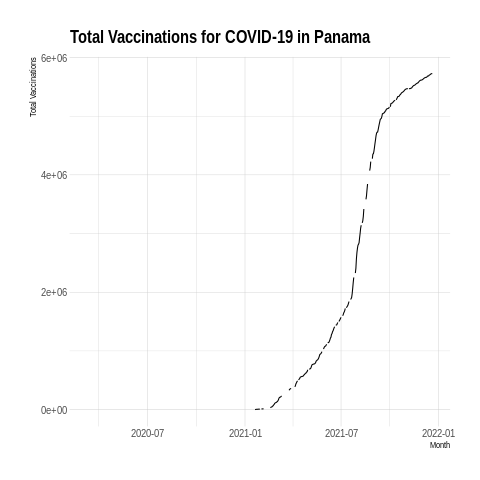 Total Vaccinations for COVID-19 in Panama
Total Vaccinations
6e+06
4e+06
2e+06
0e+00
2020-07
2021-01
2021-07
2022-01
Month